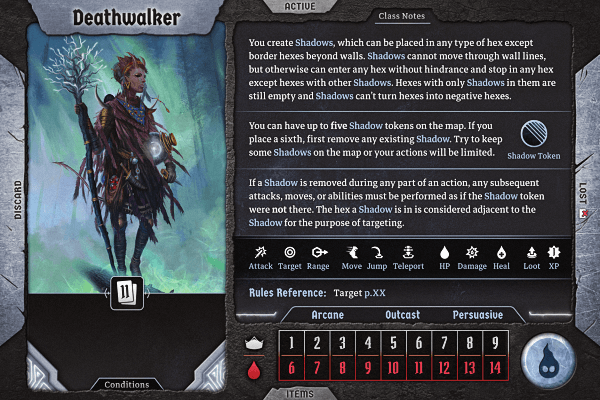 Deathwalker
ACTIVE
Class Notes
You create Shadows, which can be placed in any type of hex except
border hexes beyond walls. Shadows cannot move through wall lines,
but otherwise can enter any hex without hindrance and stop in any hex
except hexes with other Shadows. Hexes with only Shadows in them are
still empty and Shadows can't turn hexes into negative hexes.
You can have up to five Shadow tokens on the map. If you
place a sixth, first remove any existing Shadow. Try to keep
some Shadows on the map or your actions will be limited.
Shadow Token
If a Shadow is removed during any part of an action, any subsequent
attacks, moves, or abilities must be performed as if the Shadow token
were not there. The hex a Shadow is in is considered adjacent to the
Shadow for the purpose of targeting.
Attack Target Range Move Jump Teleport HP Damage Heal Loot XP
Rules Reference: Target p.XX
Arcane Outcast Persuasive
1 2 3 4 5 6 7 8 9
6 7 8 9 10 11 12 13 14
DISCARD
LOST
11
Conditions
ITEMS